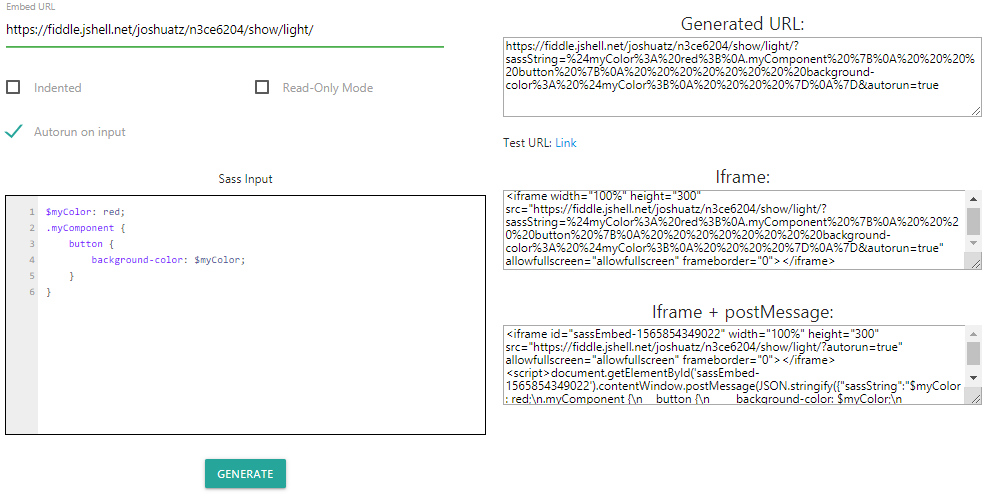 Embed URL
https://fiddle.jshell.net/joshuatz/n3ce6204/show/light/
Indented
Read-Only Mode
Autorun on input
Sass Input
1 $myColor: red;
2 .myComponent {
3 button {
4 background-color: $myColor;
5 }
6 }
GENERATE
Generated URL:
https://fiddle.jshell.net/joshuatz/n3ce6204/show/light/?
sassString=%24myColor%3A%20red%3B%0A.myComponent%20%7B%0A%20%20%20%
20button%20%7B%0A%20%20%20%20%20%20%20%20background-
color%3A%20%24myColor%3B%0A%20%20%20%20%7D%0A%7D&autorun=true
Test URL: Link
Iframe:
<iframe width="100%" height="300"
src="https://fiddle.jshell.net/joshuatz/n3ce6204/show/light/?
sassString=%24myColor%3A%20red%3B%0A.myComponent%20%7B%0A%20%20%2
0%20button%20%7B%0A%20%20%20%20%20%20%20%20background-
color%3A%20%24myColor%3B%0A%20%20%20%20%7D%0A%7D&autorun=true"
allowfullscreen="allowfullscreen" frameborder="0"></iframe>
Iframe + postMessage:
<iframe id="sassEmbed-1565854349022" width="100%" height="300"
src="https://fiddle.jshell.net/joshuatz/n3ce6204/show/light/?autorun=true"
allowfullscreen="allowfullscreen" frameborder="0"></iframe>
<script>document.getElementById('sassEmbed-
1565854349022').contentWindow.postMessage(JSON.stringify({"sassString":"$myColor
: red;\n.myComponent {\n    button {\n        background-color: $myColor;\n